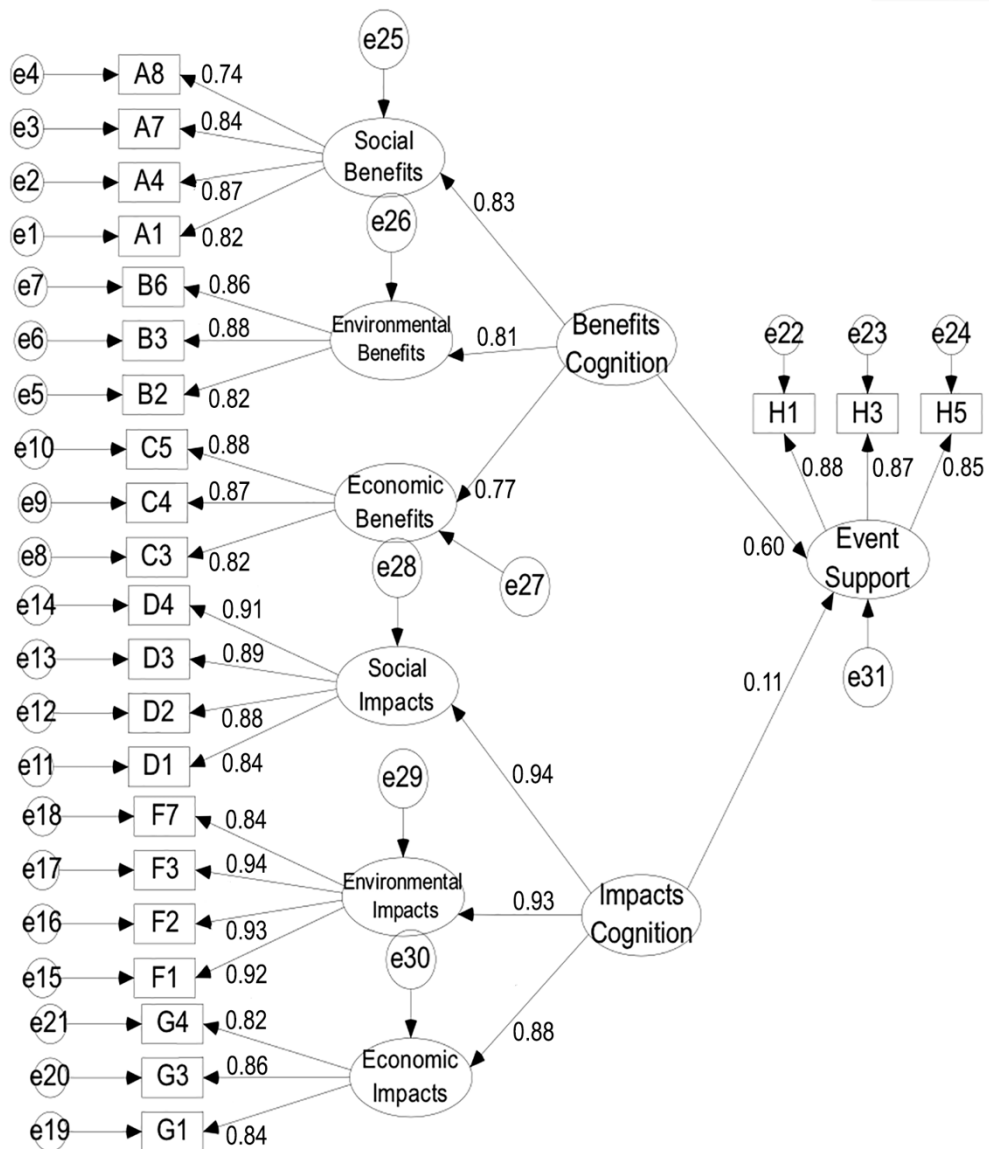 e25
e4
A8
0.74
e3
A7
0.84
Social
Benefits
e2
A4
0.87
e1
A1
0.82
e26
0.83
e7
B6
0.86
e6
B3
0.88
Environmental
Benefits
0.81
Benefits
Cognition
e5
B2
0.82
e22
e23
e24
H1
H3
H5
0.88
0.87
0.85
e10
C5
0.88
e9
C4
0.87
Economic
Benefits
0.77
e8
C3
0.82
e28
e27
0.60
Event
Support
e31
e14
D4
0.91
e13
D3
0.89
Social
Impacts
e12
D2
0.88
e11
D1
0.84
0.11
0.94
e29
e18
F7
0.84
e17
F3
0.94
Environmental
Impacts
0.93
Impacts
Cognition
e16
F2
0.93
e15
F1
0.92
e30
e21
G4
0.82
0.88
e20
G3
0.86
Economic
Impacts
e19
G1
0.84